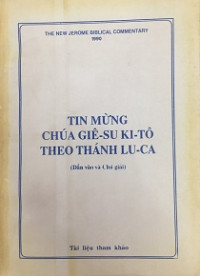 THE NEW JEROME BIBLICAL COMMENTARY
1990
TIN MỪNG
CHÚA GIÊ-SU KI-TÔ
THEO THÁNH LU-CA
(Dẫn vào và Chú giải)
Tài liệu tham khảo